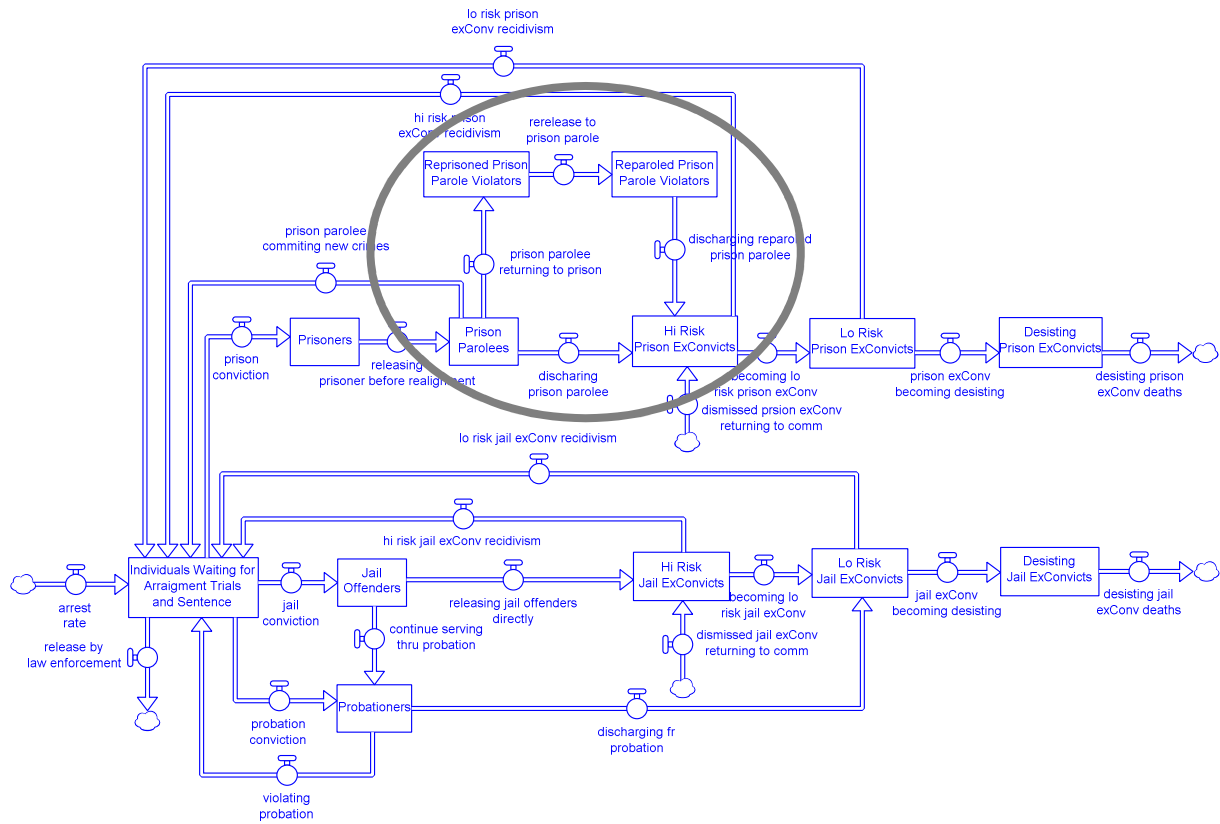 lo risk prison
exConv recidivism
hi risk prison
exConv recidivism
rerelease to
prison parole
Reprisoned Prison
Parole Violators
Reparoled Prison
Parole Violators
prison parolee
commiting new crimes
prison parolee
returning to prison
discharging reparoled
prison parolee
prison
conviction
Prisoners
releasing
prisoner before realignment
Prison
Parolees
discharing
prison parolee
Hi Risk
Prison ExConvicts
becoming lo
risk prison exConv
Lo Risk
Prison ExConvicts
prison exConv
becoming desisting
Desisting
Prison ExConvicts
desisting prison
exConv deaths
dismissed prsion exConv
returning to comm
lo risk jail exConv recidivism
hi risk jail exConv recidivism
arrest
rate
Individuals Waiting for
Arraigment Trials
and Sentence
jail
conviction
Jail
Offenders
releasing jail offenders
directly
Hi Risk
Jail ExConvicts
becoming lo
risk jail exConv
Lo Risk
Jail ExConvicts
jail exConv
becoming desisting
Desisting
Jail ExConvicts
desisting jail
exConv deaths
release by
law enforcement
continue serving
thru probation
dismissed jail exConv
returning to comm
probation
conviction
Probationers
discharging fr
probation
violating
probation